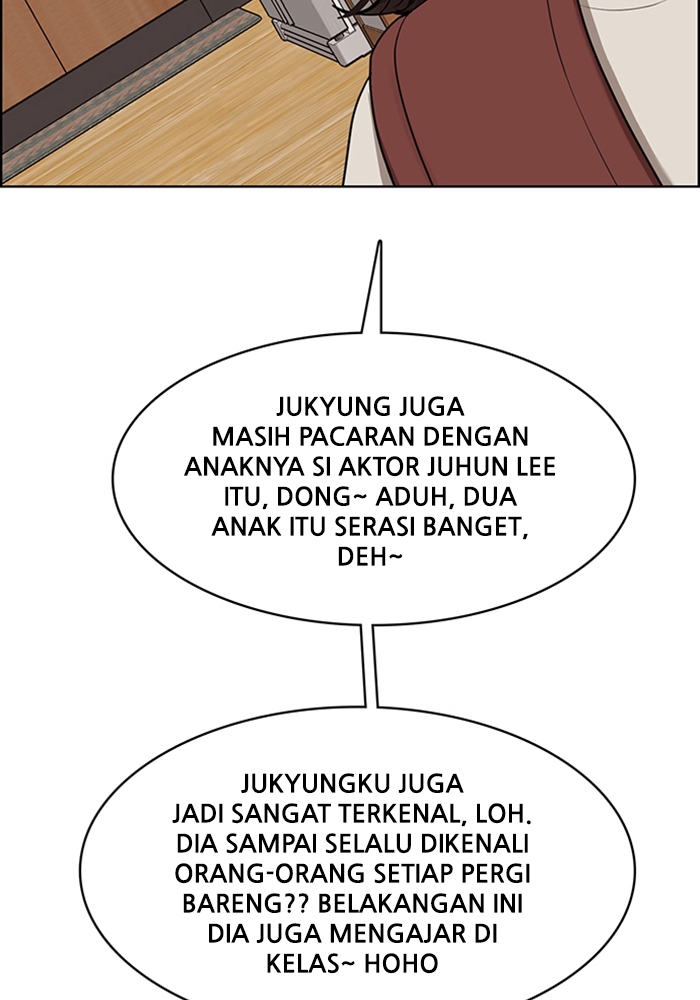 JUKYUNG JUGA
MASIH PACARAN DENGAN
ANAKNYA SI AKTOR JUHUN LEE
ITU, DONG~ ADUH, DUA
ANAK ITU SERASI BANGET,
DEH~
JUKYUNGKU JUGA
JADI SANGAT TERKENAL, LOH.
DIA SAMPAI SELALU DIKENALI
ORANG-ORANG SETIAP PERGI
BARENG?? BELAKANGAN INI
DIA JUGA MENGAJAR DI
KELAS~ HOHO